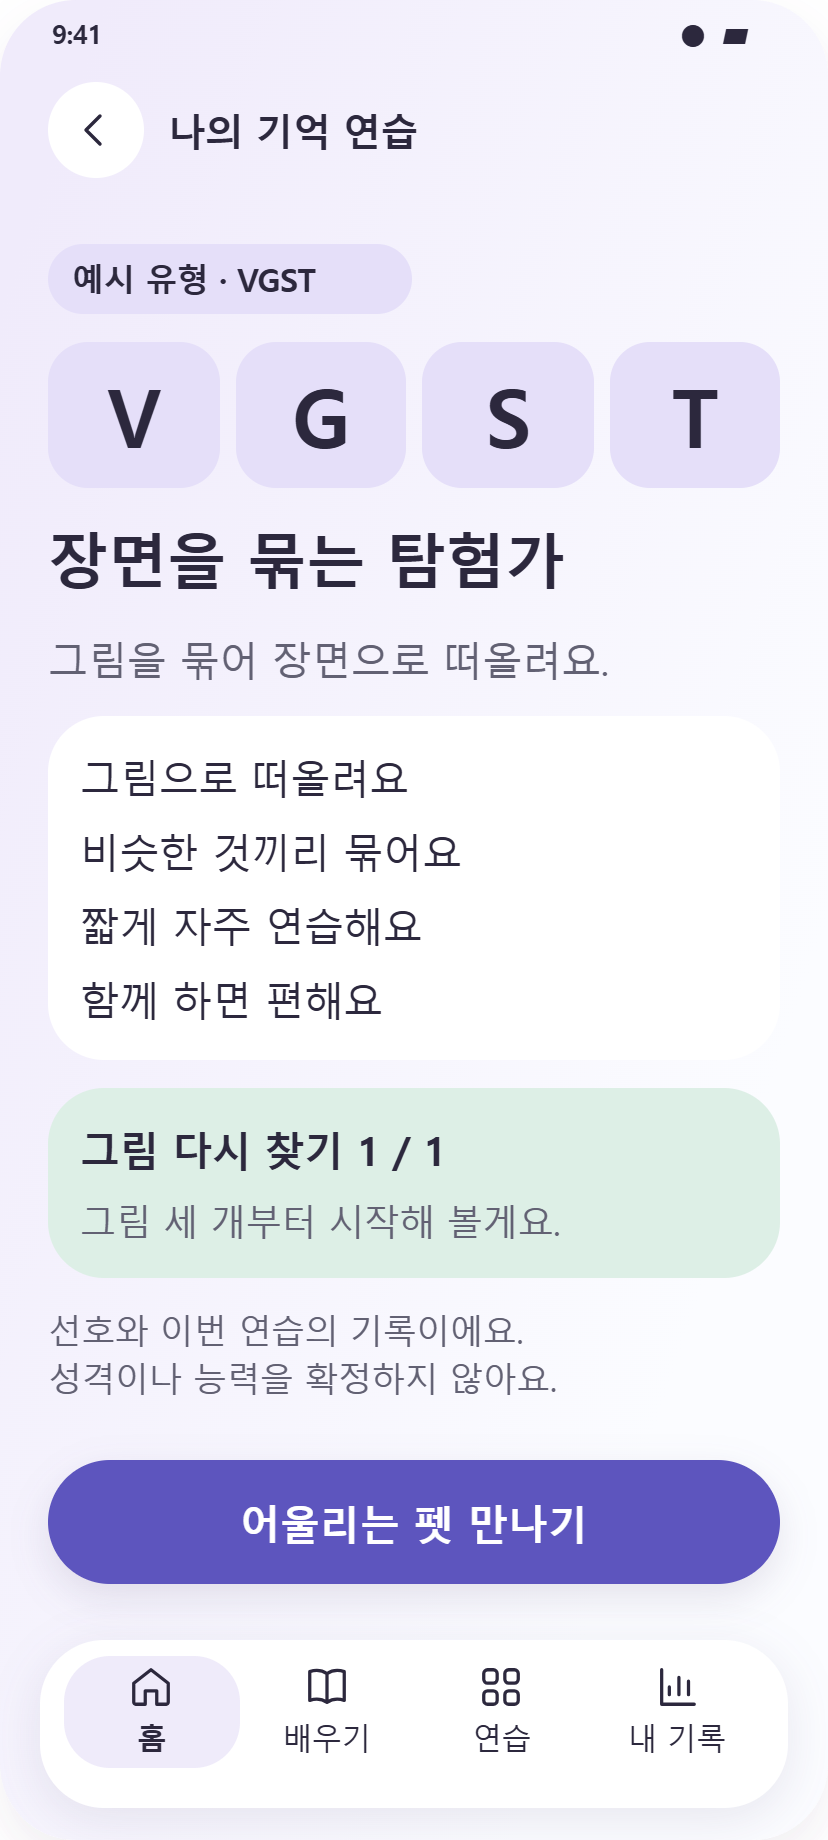 9:41
나의 기억 연습
예시 유형 · VGST
V G S T
장면을 묶는 탐험가
그림을 묶어 장면으로 떠올려요.
그림으로 떠올려요
비슷한 것끼리 묶어요
짧게 자주 연습해요
함께 하면 편해요
그림 다시 찾기 1 / 1
그림 세 개부터 시작해 볼게요.
선호와 이번 연습의 기록이에요.
성격이나 능력을 확정하지 않아요.
어울리는 펫 만나기
홈 배우기 연습 내 기록